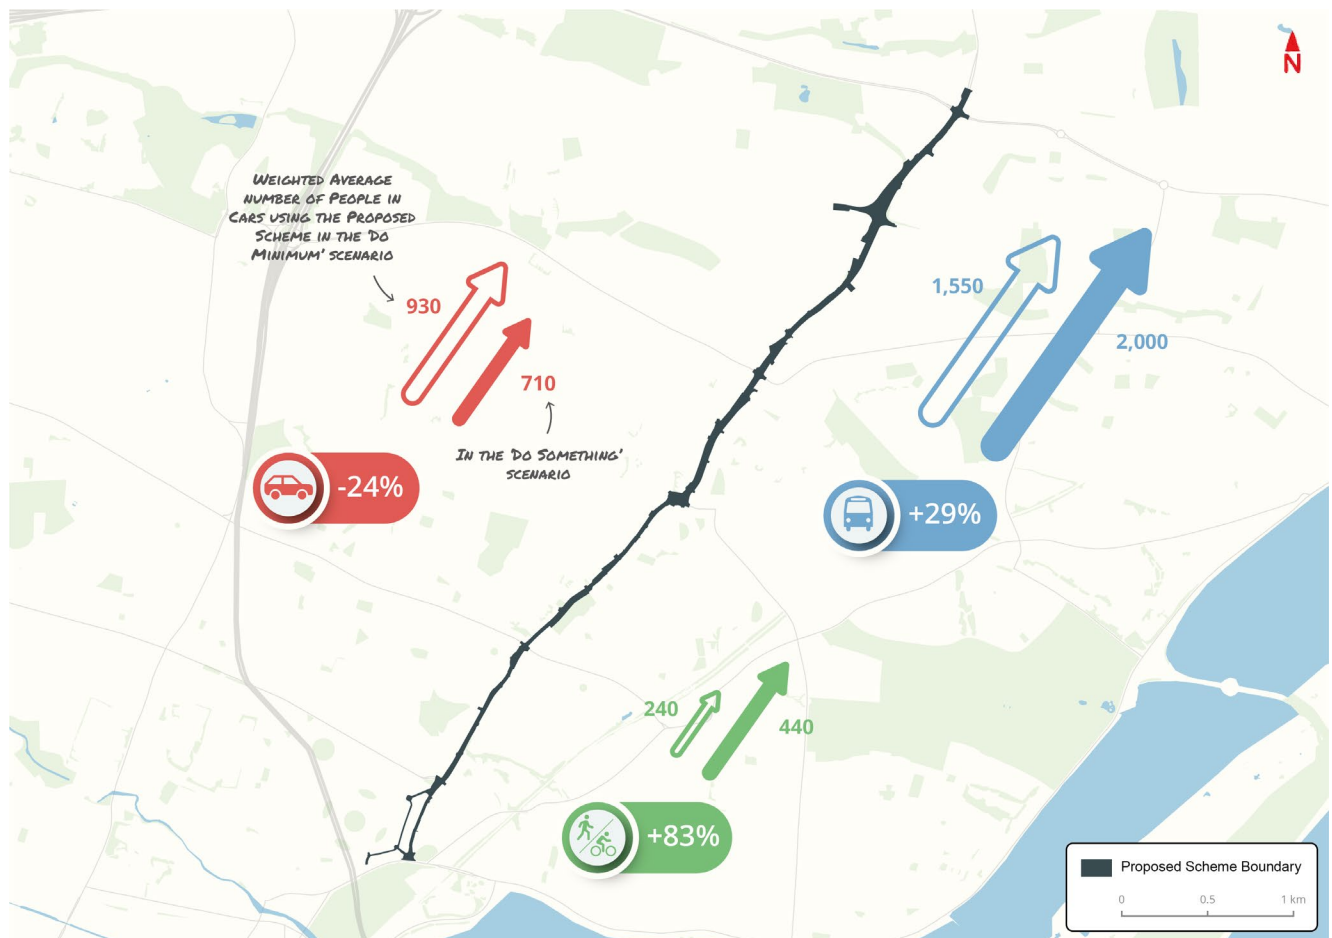 N
WEIGHTED AVERAGE
NUMBER OF PEOPLE IN
CARS USING THE PROPOSED
SCHEME IN THE 'DO
MINIMUM' SCENARIO
930
710
IN THE 'DO SOMETHING'
SCENARIO
-24%
1,550
2,000
+29%
240
440
+83%
Proposed Scheme Boundary
0 0.5 1 km